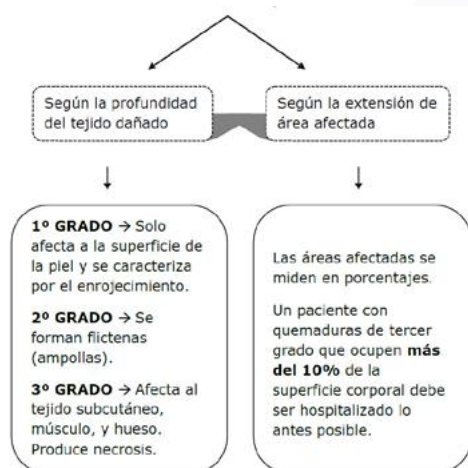 Según la profundidad
del tejido dañado
Según la extensión de
área afectada
1º GRADO → Solo
afecta a la superficie de
la piel y se caracteriza
por el enrojecimiento.
2º GRADO → Se
forman flictenas
(ampollas).
3º GRADO → Afecta al
tejido subcutáneo,
músculo, y hueso.
Produce necrosis.
Las áreas afectadas se
miden en porcentajes.
Un paciente con
quemaduras de tercer
grado que ocupen más
del 10% de la
superficie corporal debe
ser hospitalizado lo
antes posible.